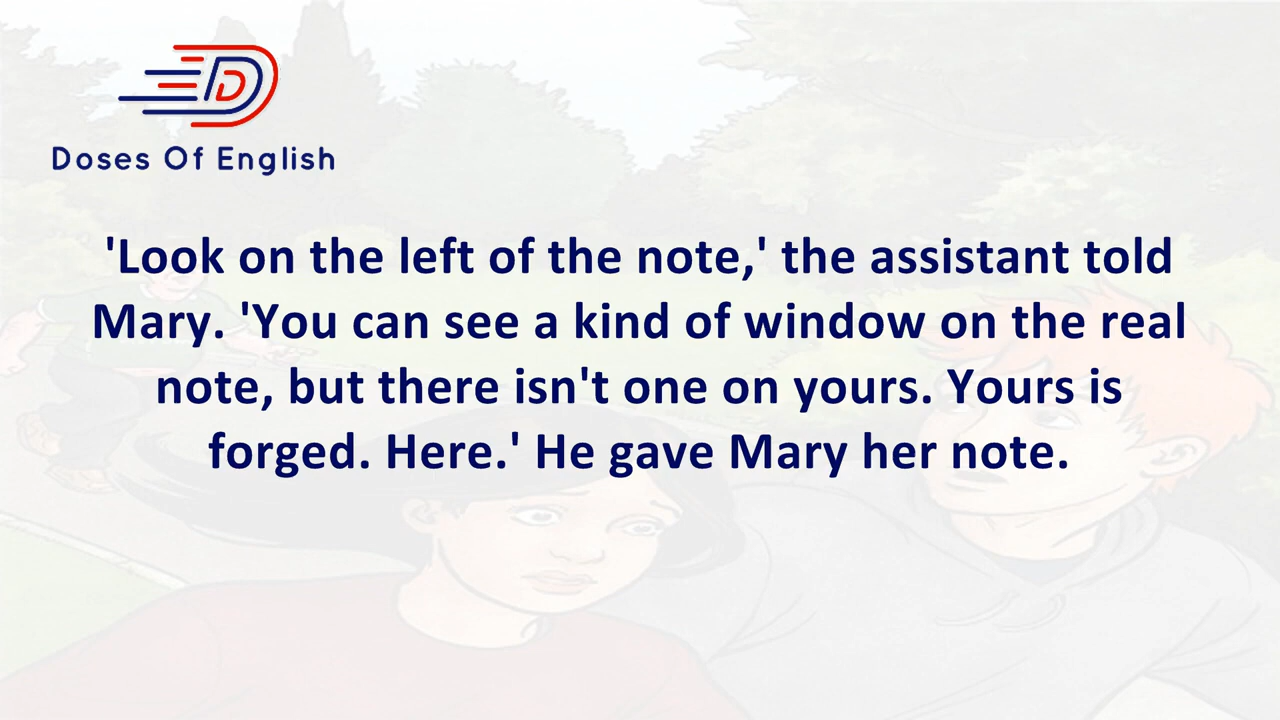 Doses Of English
'Look on the left of the note,' the assistant told
Mary. 'You can see a kind of window on the real
note, but there isn't one on yours. Yours is
forged. Here.' He gave Mary her note.